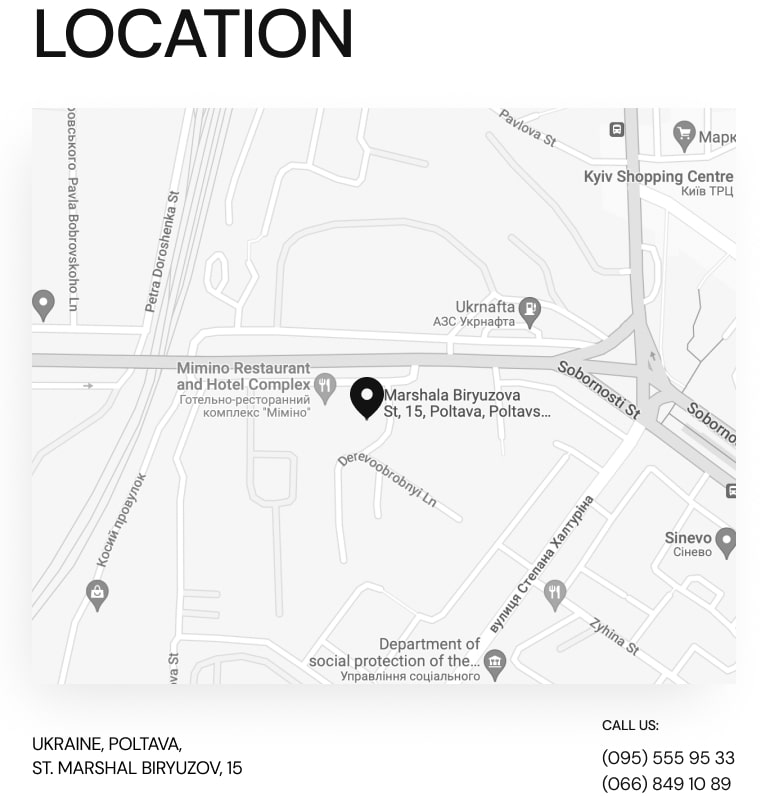 LOCATION
Pavlova St
Марк
Kyiv Shopping Centre
Київ ТРЦ
ровського
Pavla Bobrovskoho Ln
Petra Doroshenka St
Ukrnafta
АЗС Укрнафта
Mimino Restaurant
and Hotel Complex
Готельно-ресторанний
комплекс "Міміно"
Marshala Biryuzova
St, 15, Poltava, Poltavs...
Sobornosti St
Soborno
Derevoobrobnyi Ln
Косий провулок
вулиця Степана Халтуріна
Sinevo
Сінево
Zyhina St
Department of
social protection of the...
Управління соціального
va St
UKRAINE, POLTAVA,
ST. MARSHAL BIRYUZOV, 15
CALL US:
(095) 555 95 33
(066) 849 10 89